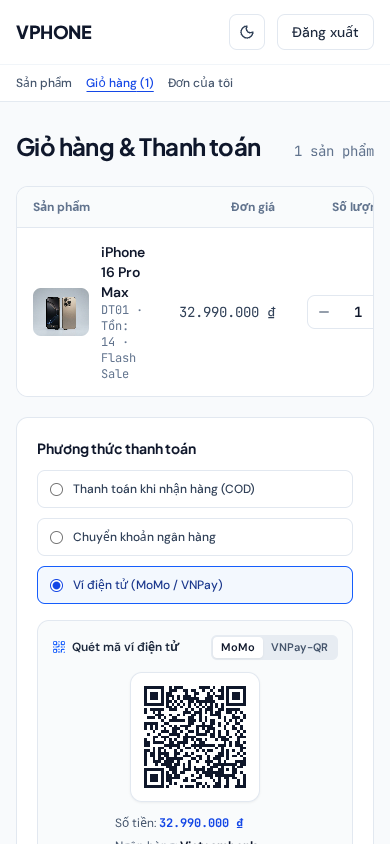 VPHONE
Đăng xuất
Sản phẩm
Giỏ hàng (1)
Đơn của tôi
Giỏ hàng & Thanh toán
1 sản phẩm
Sản phẩm
Đơn giá
Số lượn
iPhone
16 Pro
Max
DT01 ·
Tồn:
14 ·
Flash
Sale
32.990.000 ₫
1
Phương thức thanh toán
Thanh toán khi nhận hàng (COD)
Chuyển khoản ngân hàng
Ví điện tử (MoMo / VNPay)
Quét mã ví điện tử
MoMo
VNPay-QR
Số tiền: 32.990.000 ₫